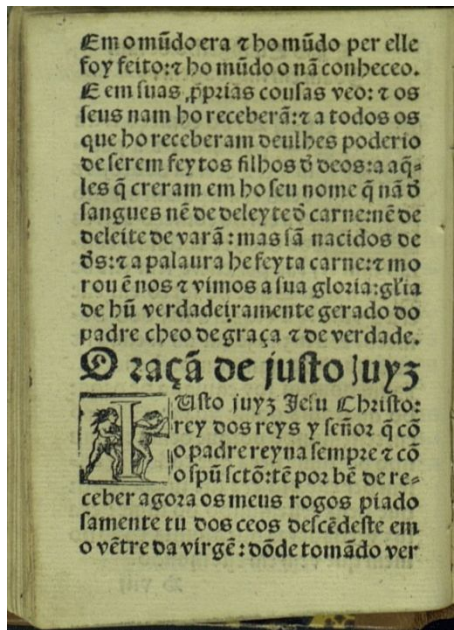 Em o mũdo era ⁊ ho mũdo per elle
foy feito:⁊ ho mũdo o nã conheceo.
E em suas p̃prias cousas veo: ⁊ os
seus nam ho receberã:⁊ a todos os
que ho receberam deulhes poderio
de serem feytos filhos d̃ deos:a aq̃-
les q̃ creram em ho seu nome q̃ nã d̃
sangues nẽ de deleyte d̃ carne:nẽ de
deleite de varã : mas sã nacidos de
d̃s:⁊ a palaura he feyta carne:⁊ mo
rou ẽ nos ⁊ vimos a sua gloria:gl̃ia
de hũ verdadeiramente gerado do
padre cheo de graça ⁊ de verdade.
Oraçã de justo juyz
IUsto juyz Jesu Christo:
rey dos reys y señor q̃ cõ
o padre reyna sempre ⁊ cõ
o spũ sctõ:tẽ por bẽ de re-
ceber agora os meus rogos piado
samente tu dos ceos descẽdeste em
o vẽtre da virgẽ : dõde tomãdo ver